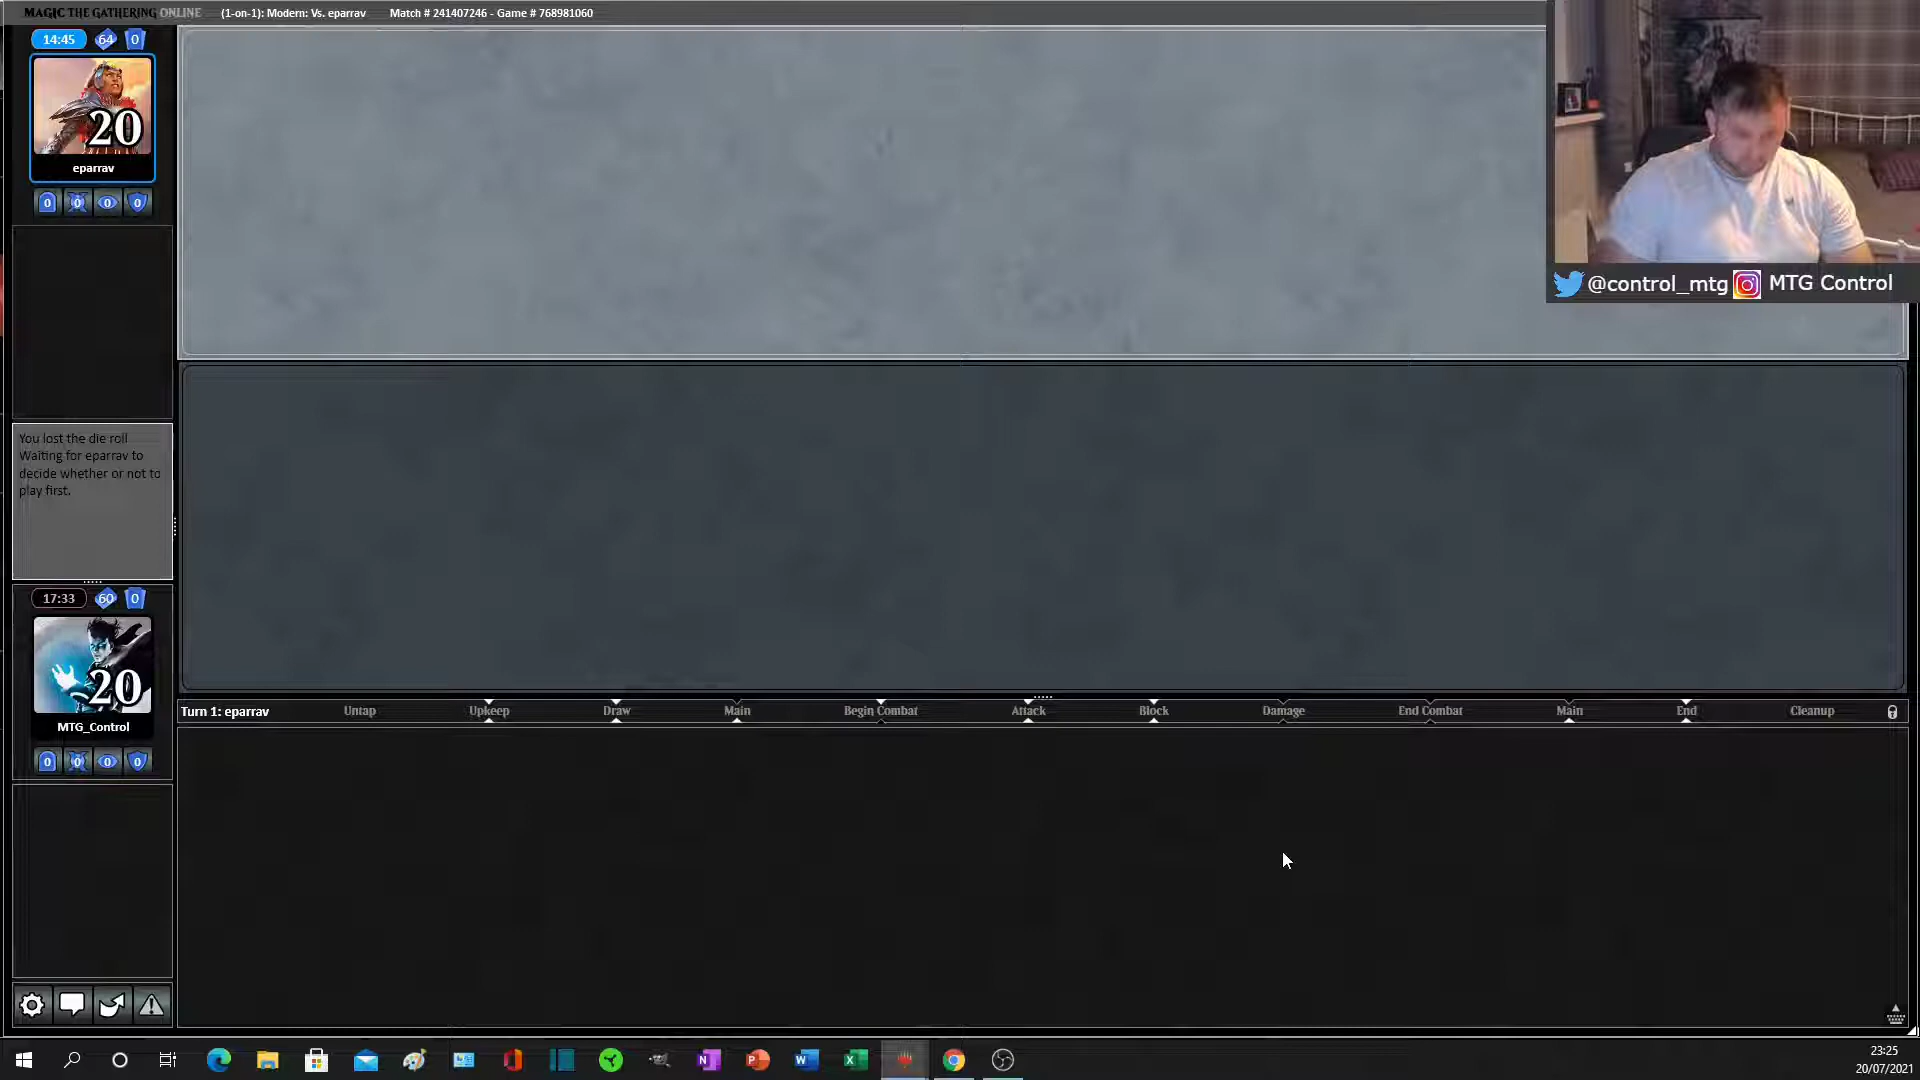 MAGIC THE GATHERING ONLINE (1-on-1): Modern: Vs. eparrav Match # 241407246 - Game # 768981060
14:45 64 0
20
eparrav
0 0 0 0
@control_mtg MTG Control
You lost the die roll
Waiting for eparrav to
decide whether or not to
play first.
17:33 60 0
20
MTG_Control
0 0 0 0
Turn 1: eparrav Untap Upkeep Draw Main Begin Combat Attack Block Damage End Combat Main End Cleanup
23:25
20/07/2021